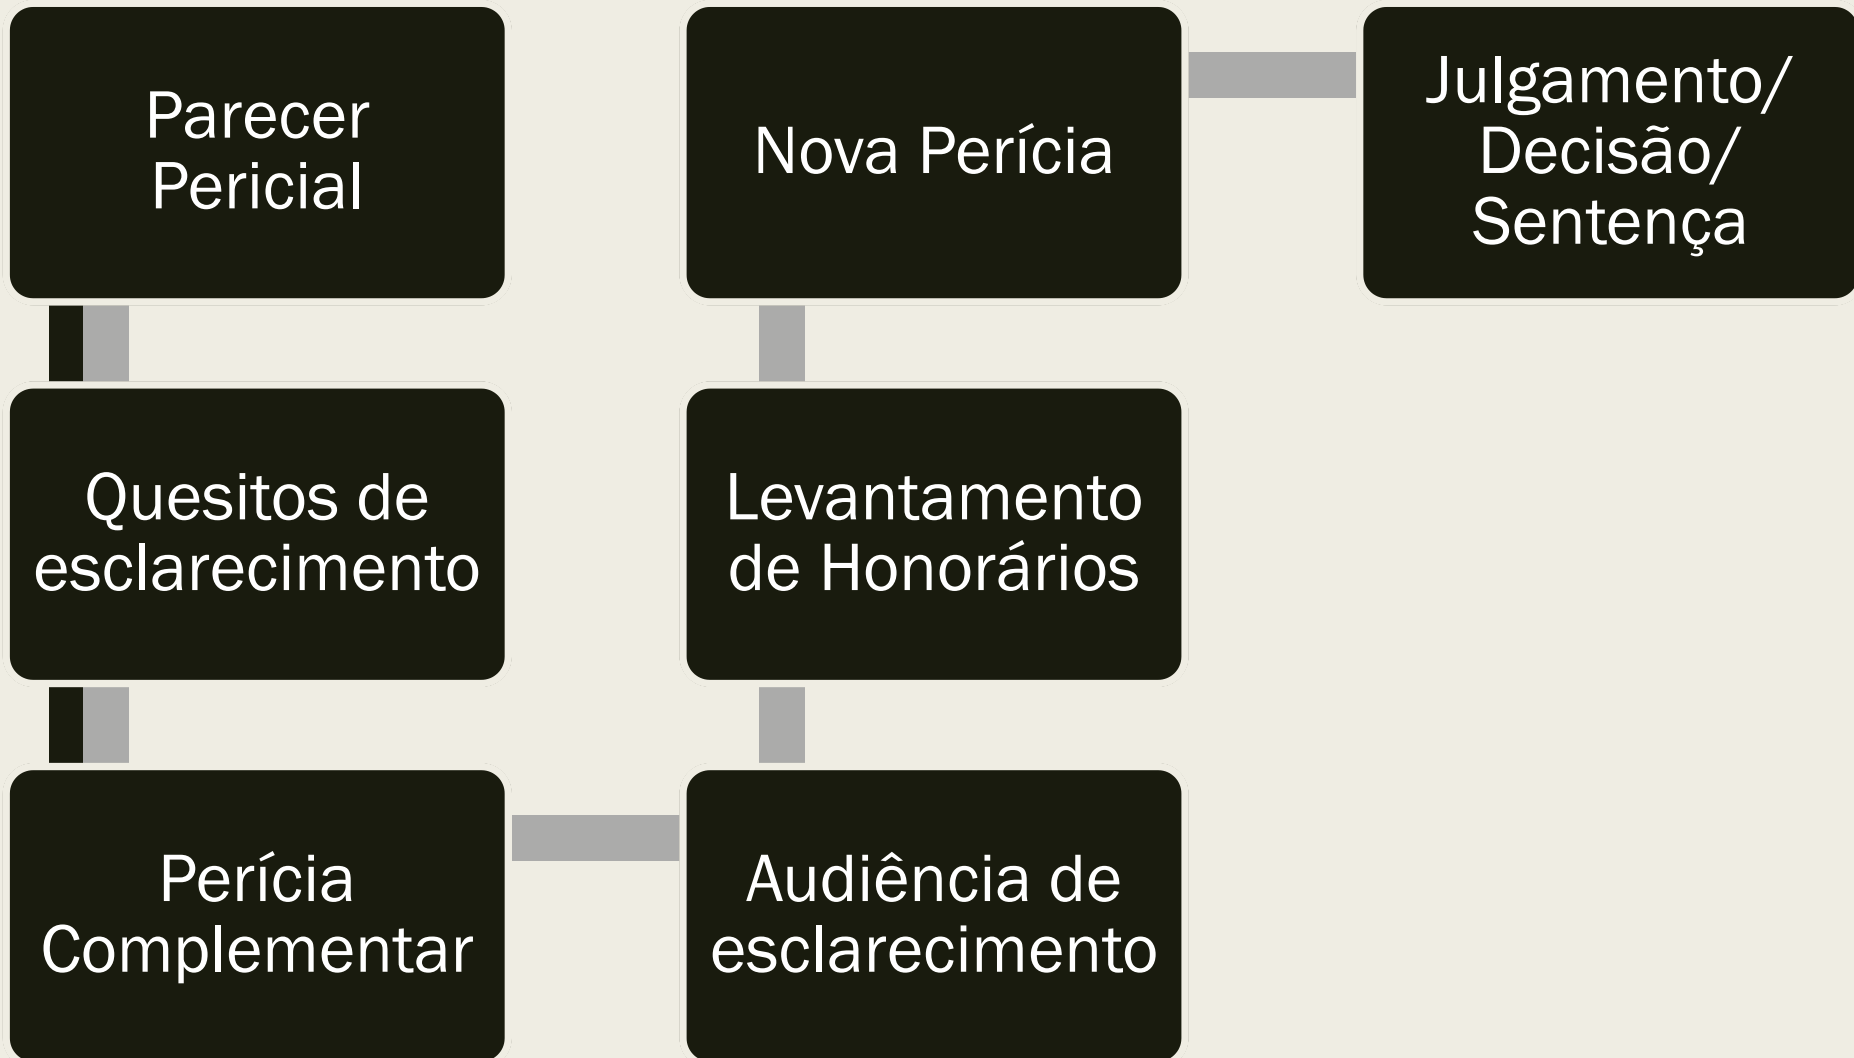 Parecer
Pericial
Quesitos de
esclarecimento
Perícia
Complementar
Audiência de
esclarecimento
Levantamento
de Honorários
Nova Perícia
Julgamento/
Decisão/
Sentença